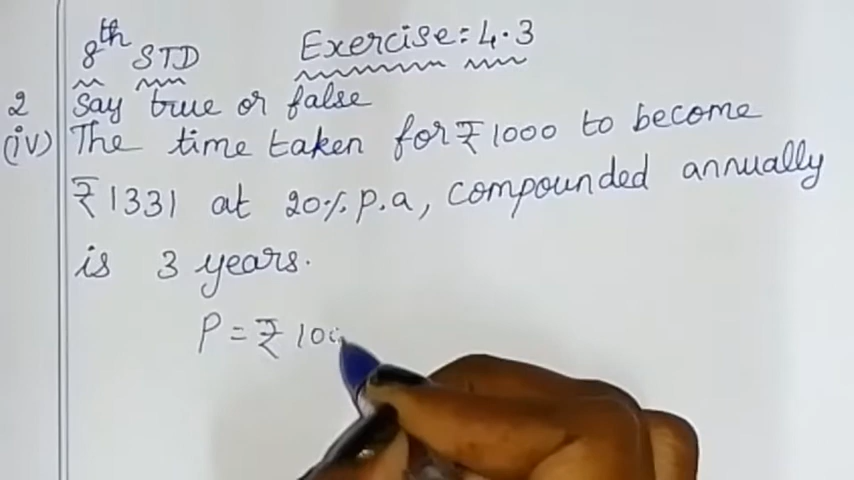 8th STD Exercise: 4.3
2 Say true or false
(iv) The time taken for ₹1000 to become
₹1331 at 20% p.a, compounded annually
is 3 years.
P = ₹ 100